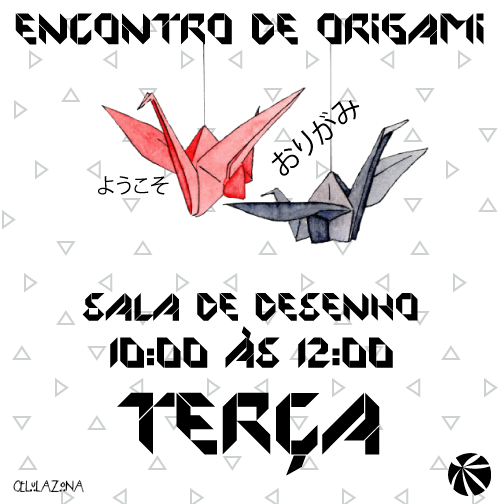 ENCONTRO DE ORIGAMI
おりがみ
ようこそ
SALA DE DESENHO
10:00 ÀS 12:00
TERÇA
CELULAZONA